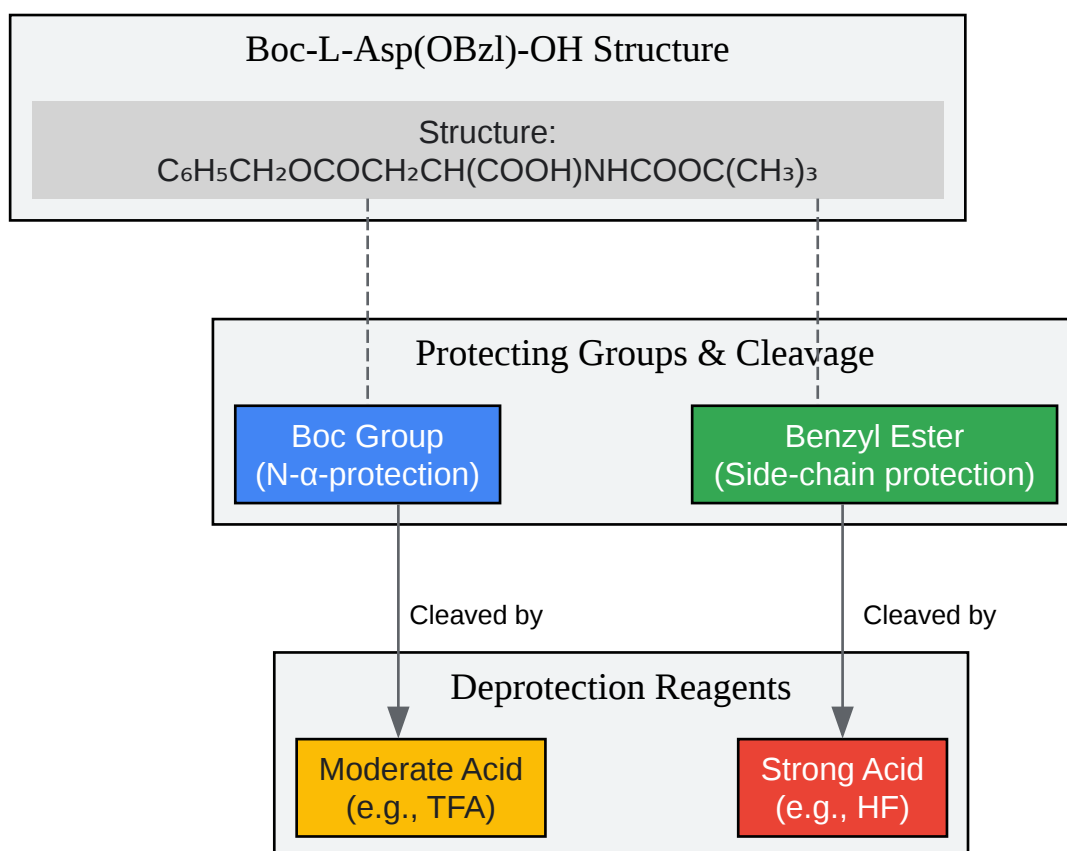 Boc-L-Asp(OBzl)-OH Structure
Structure:
C₆H₅CH₂OCOCH₂CH(COOH)NHCOOC(CH₃)₃
Protecting Groups & Cleavage
Boc Group
(N-α-protection)
Benzyl Ester
(Side-chain protection)
Cleaved by
Cleaved by
Deprotection Reagents
Moderate Acid
(e.g., TFA)
Strong Acid
(e.g., HF)